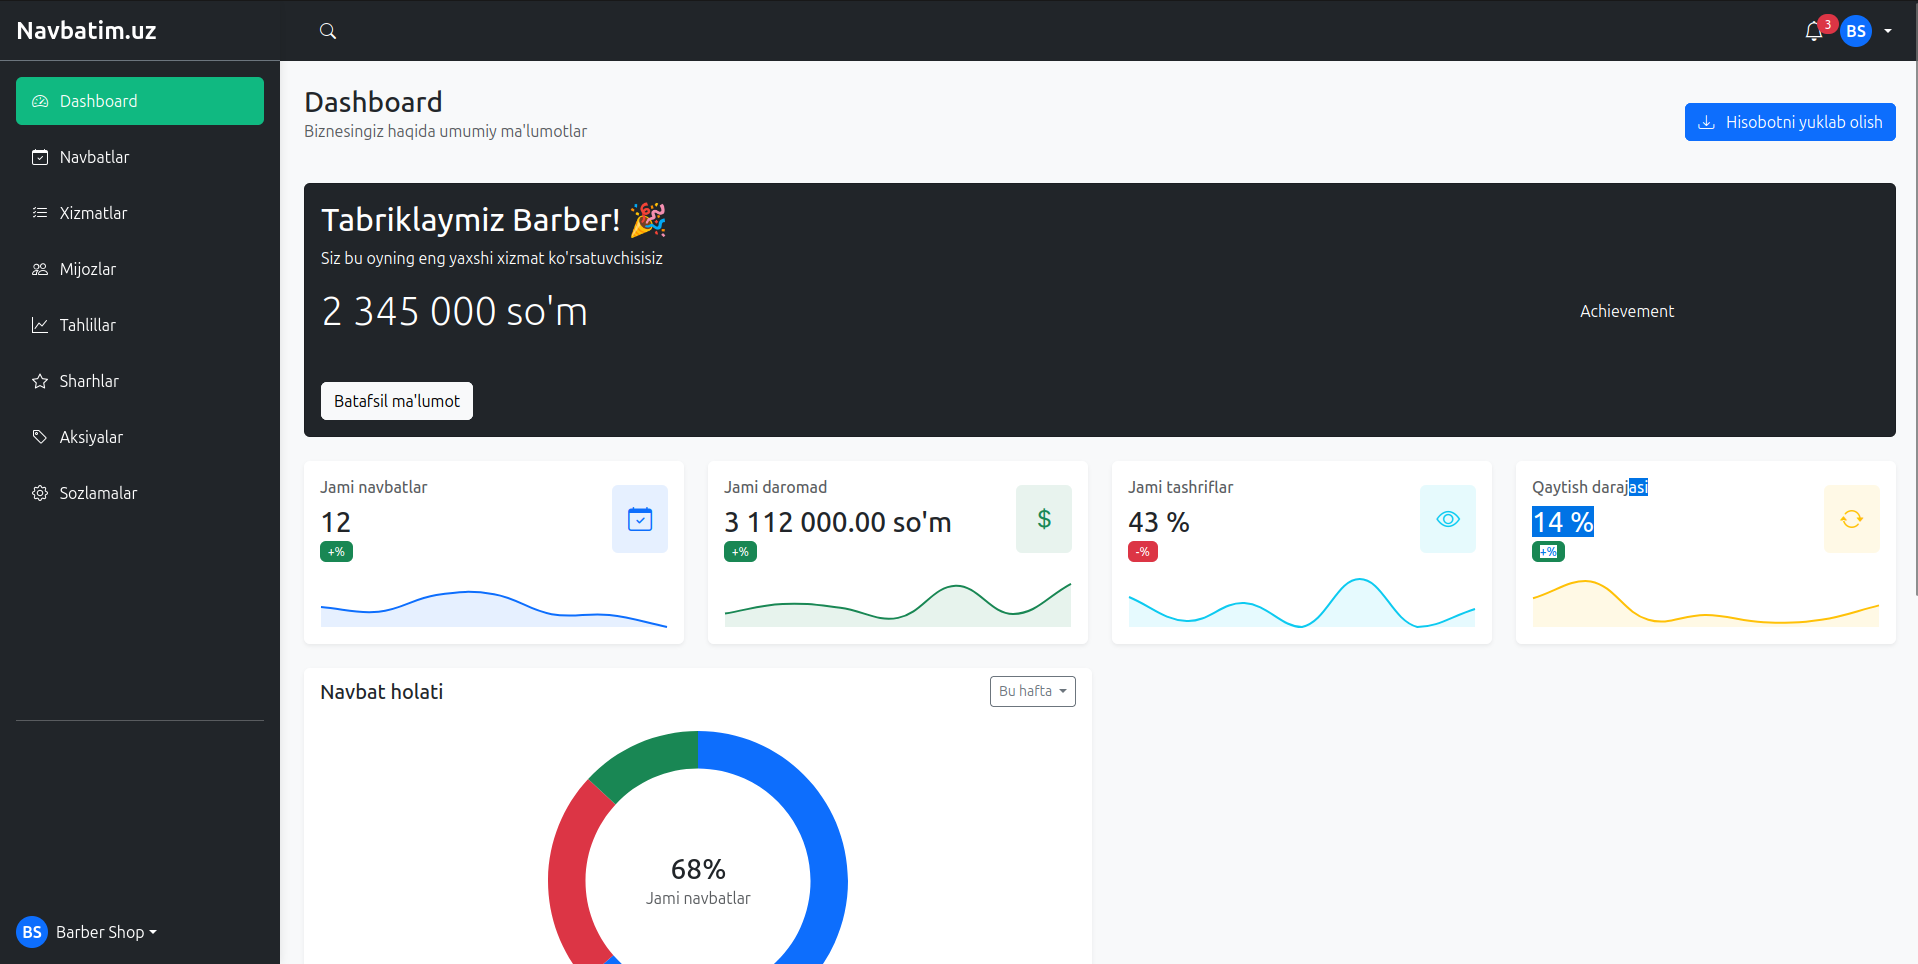 Navbatim.uz
3
BS
Dashboard
Navbatlar
Xizmatlar
Mijozlar
Tahlillar
Sharhlar
Aksiyalar
Sozlamalar
BS Barber Shop
Dashboard
Biznesingiz haqida umumiy ma'lumotlar
Hisobotni yuklab olish
Tabriklaymiz Barber! 🎉
Siz bu oyning eng yaxshi xizmat ko'rsatuvchisisiz
2 345 000 so'm
Achievement
Batafsil ma'lumot
Jami navbatlar
12
+%
Jami daromad
3 112 000.00 so'm
+%
$
Jami tashriflar
43 %
-%
Qaytish darajasi
14 %
+%
Navbat holati
Bu hafta
68%
Jami navbatlar